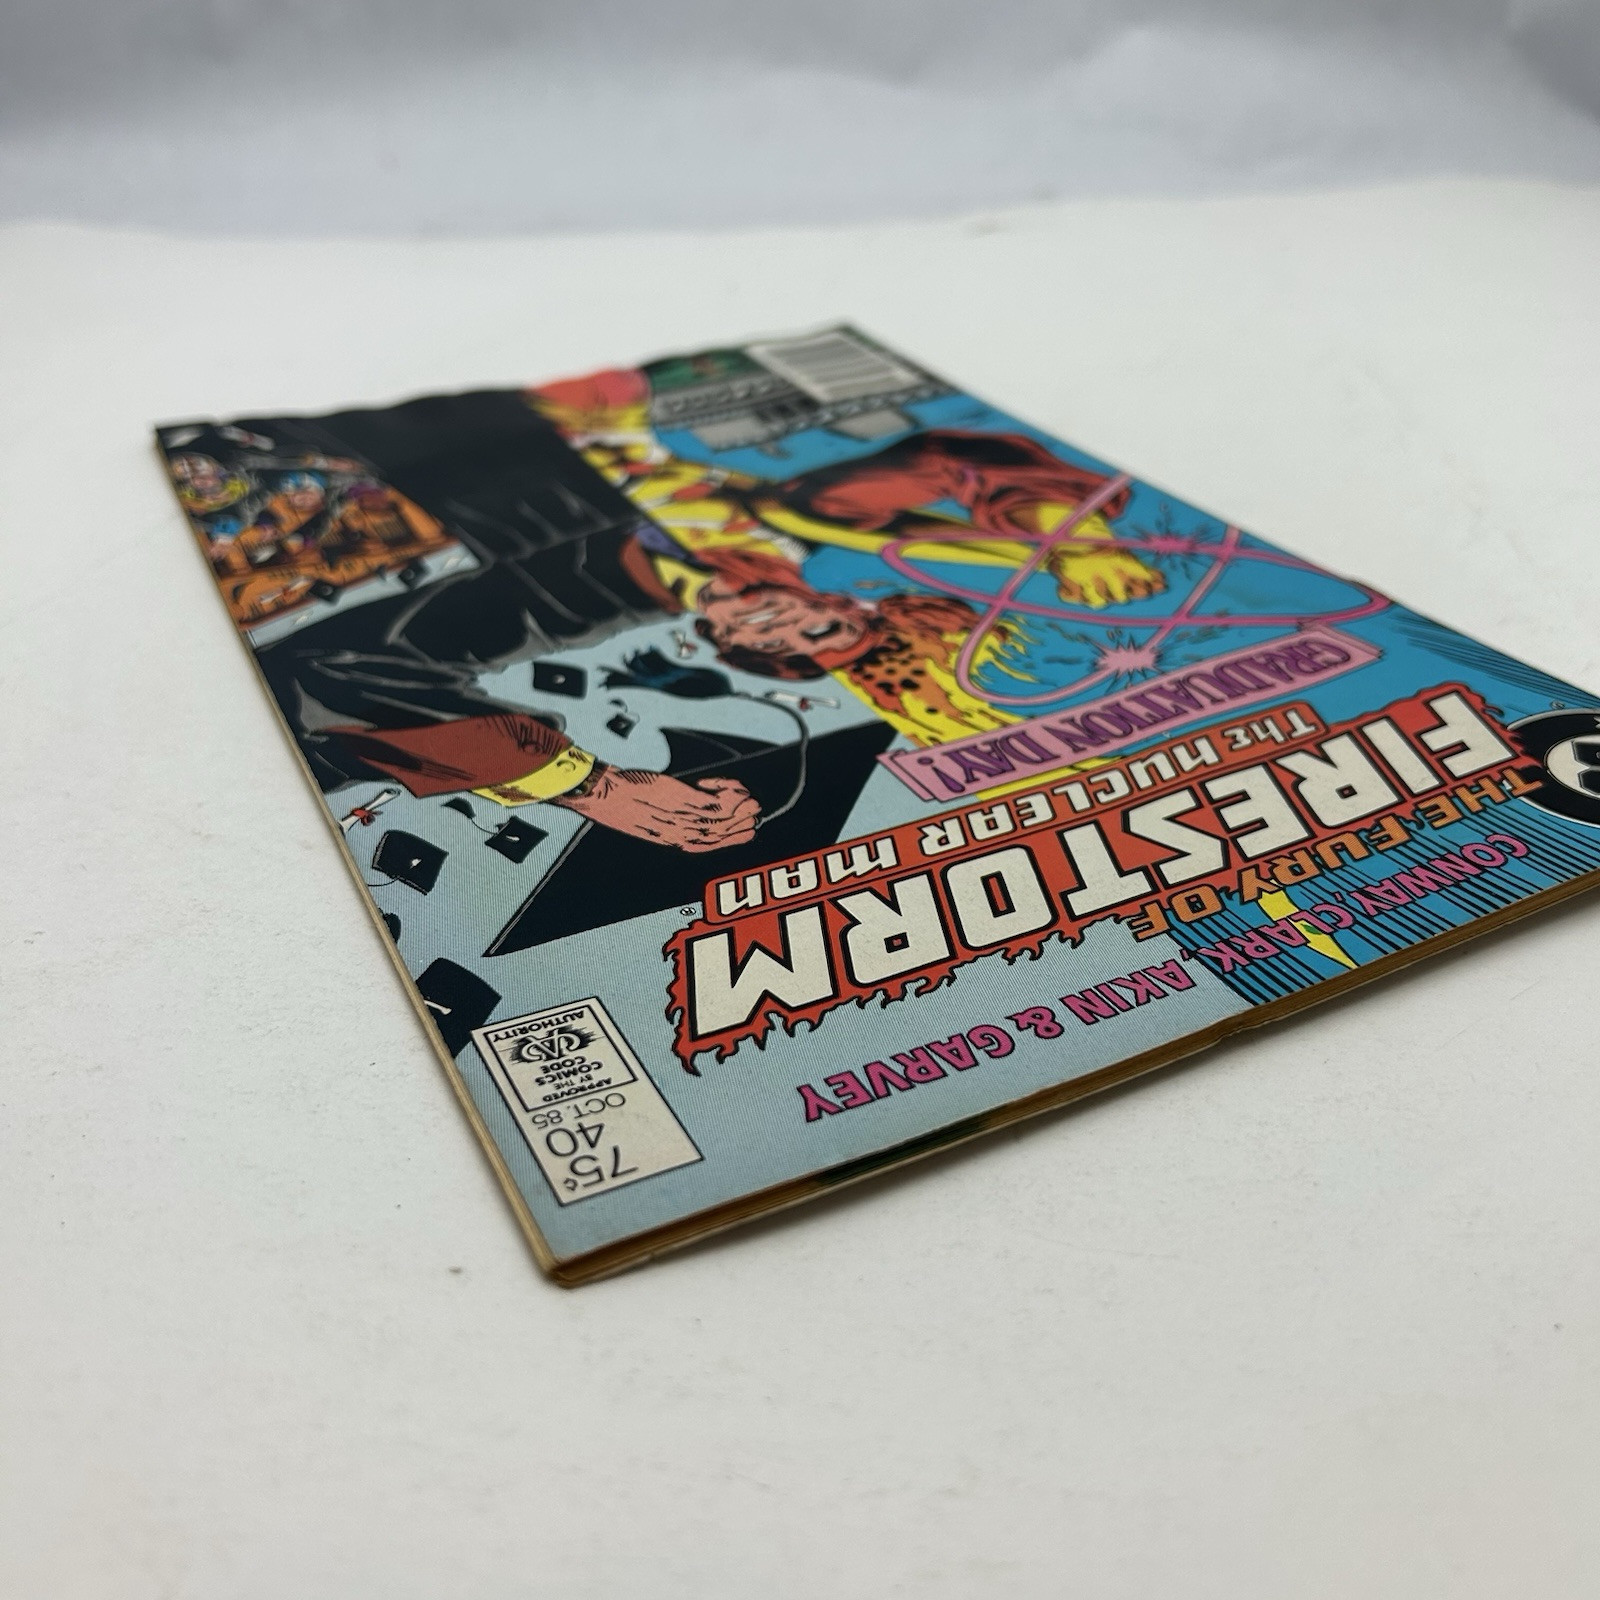 CONWAY, CLARK, AKIN & GARVEY
THE FURY OF
FIRESTORM
The NUCLEAR MAN
®
GRADUATION DAY!
75¢
40
OCT. 85
APPROVED
BY THE
COMICS
CODE
CA
AUTHORITY